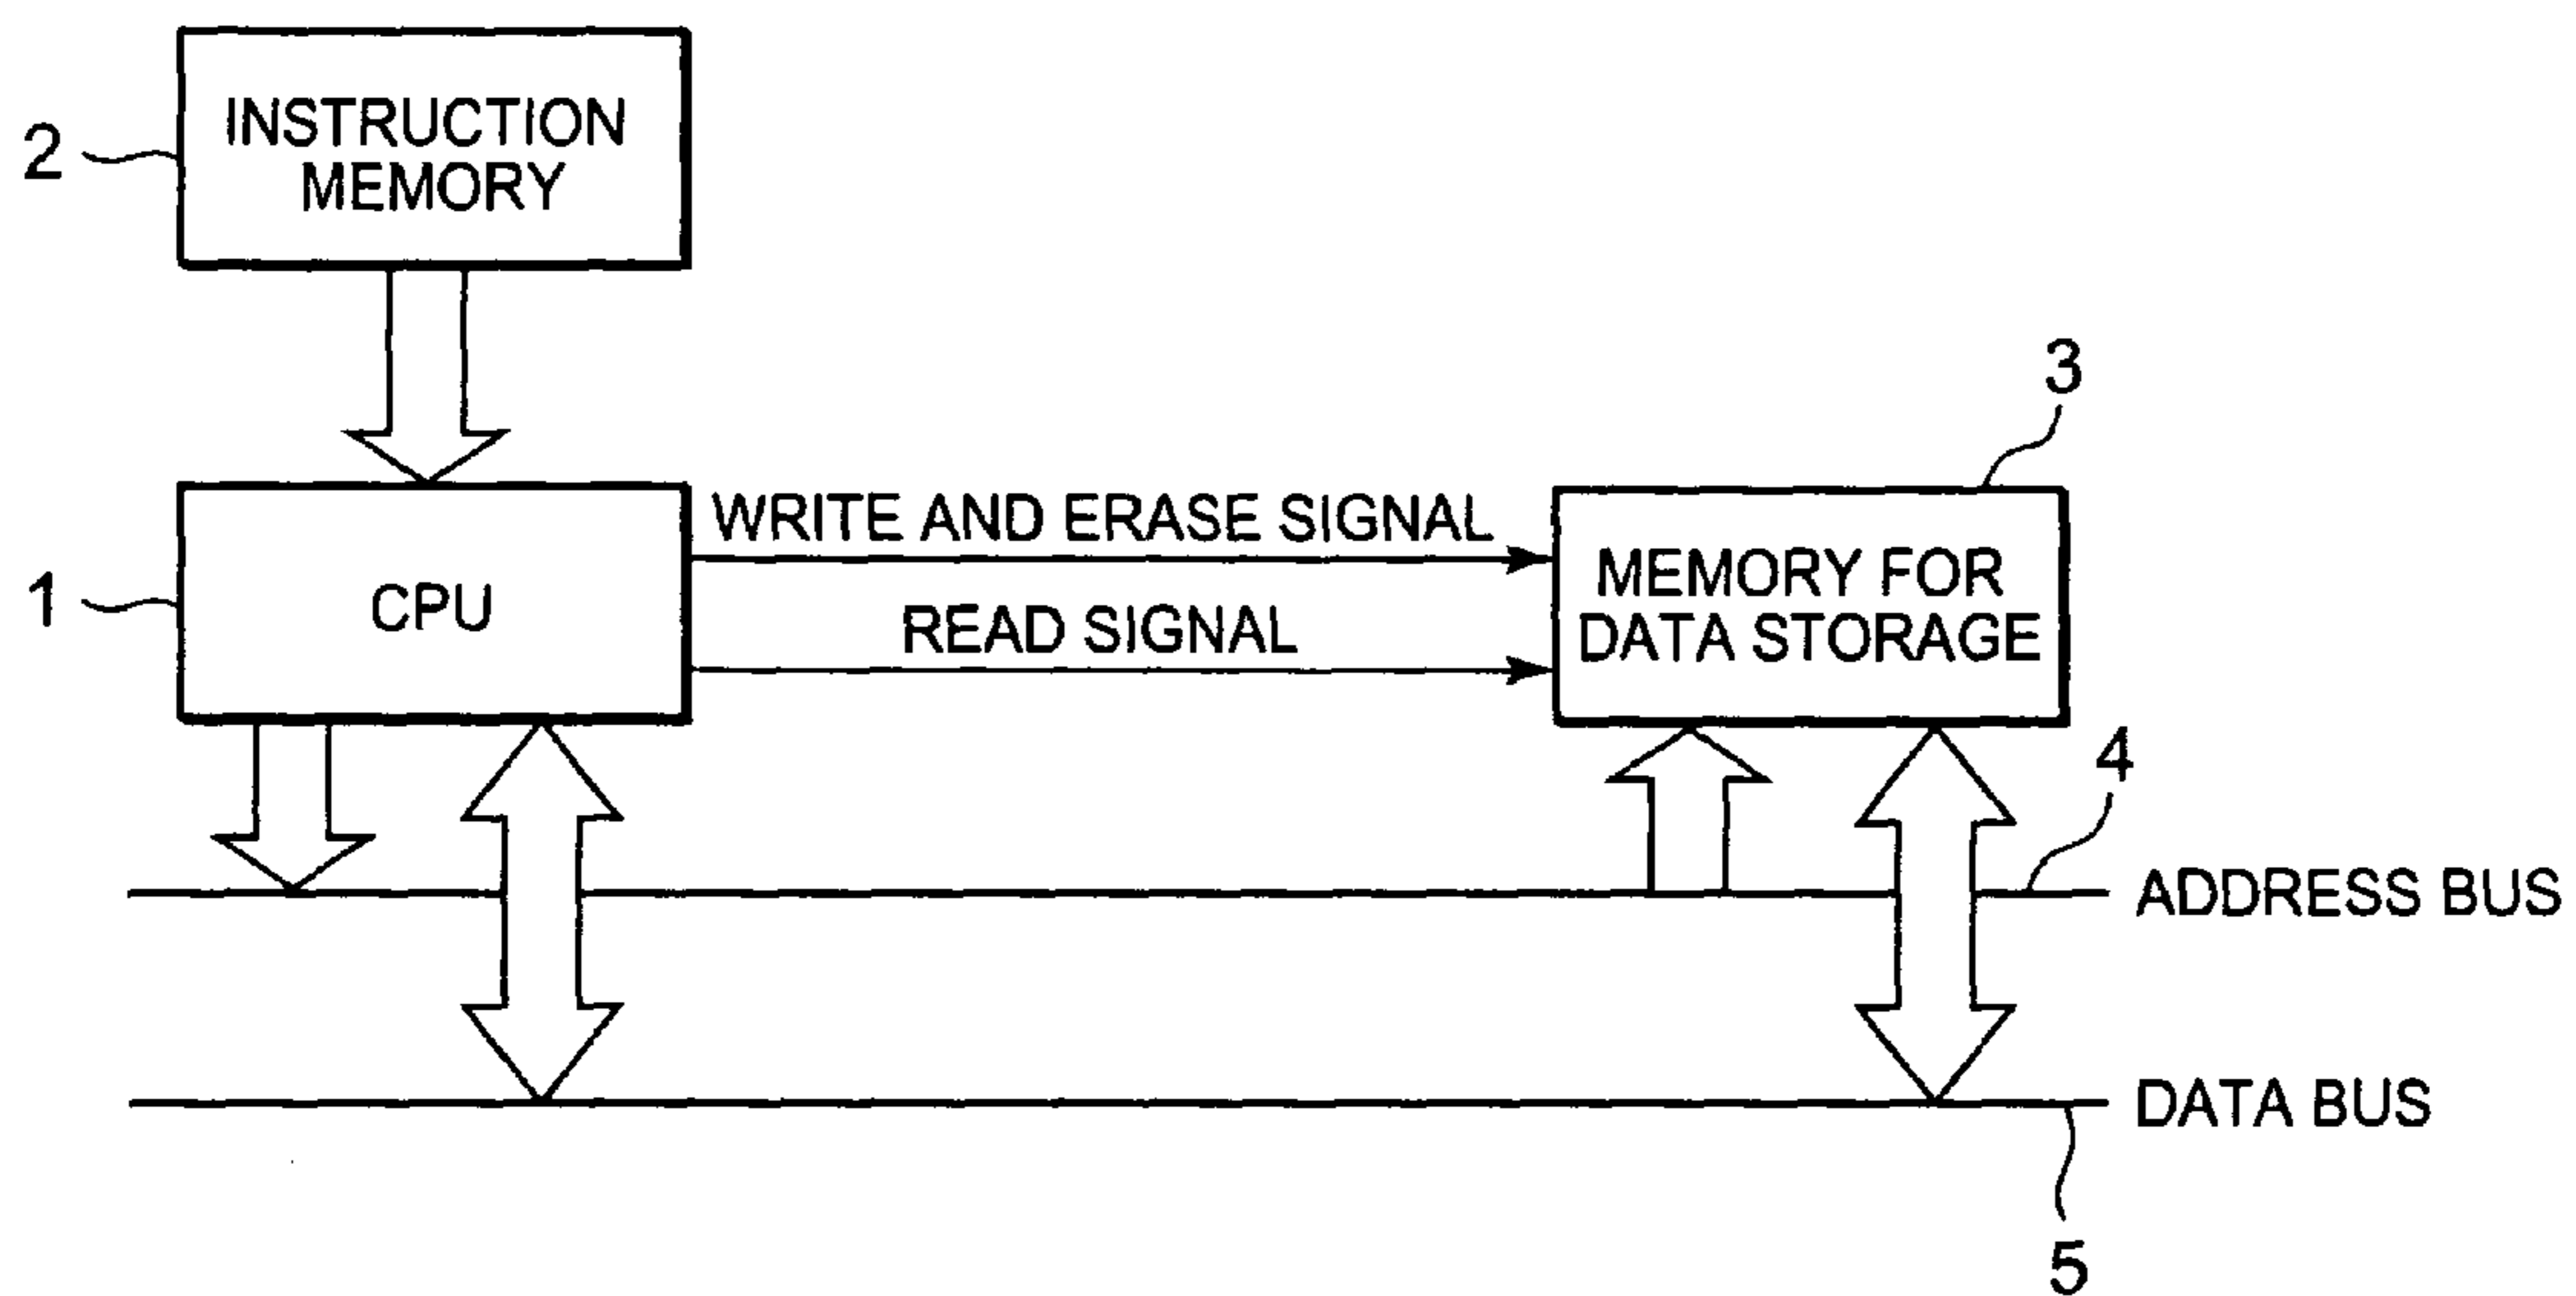 2
INSTRUCTION
MEMORY
3
1
CPU
WRITE AND ERASE SIGNAL
READ SIGNAL
MEMORY FOR
DATA STORAGE
4
ADDRESS BUS
DATA BUS
5